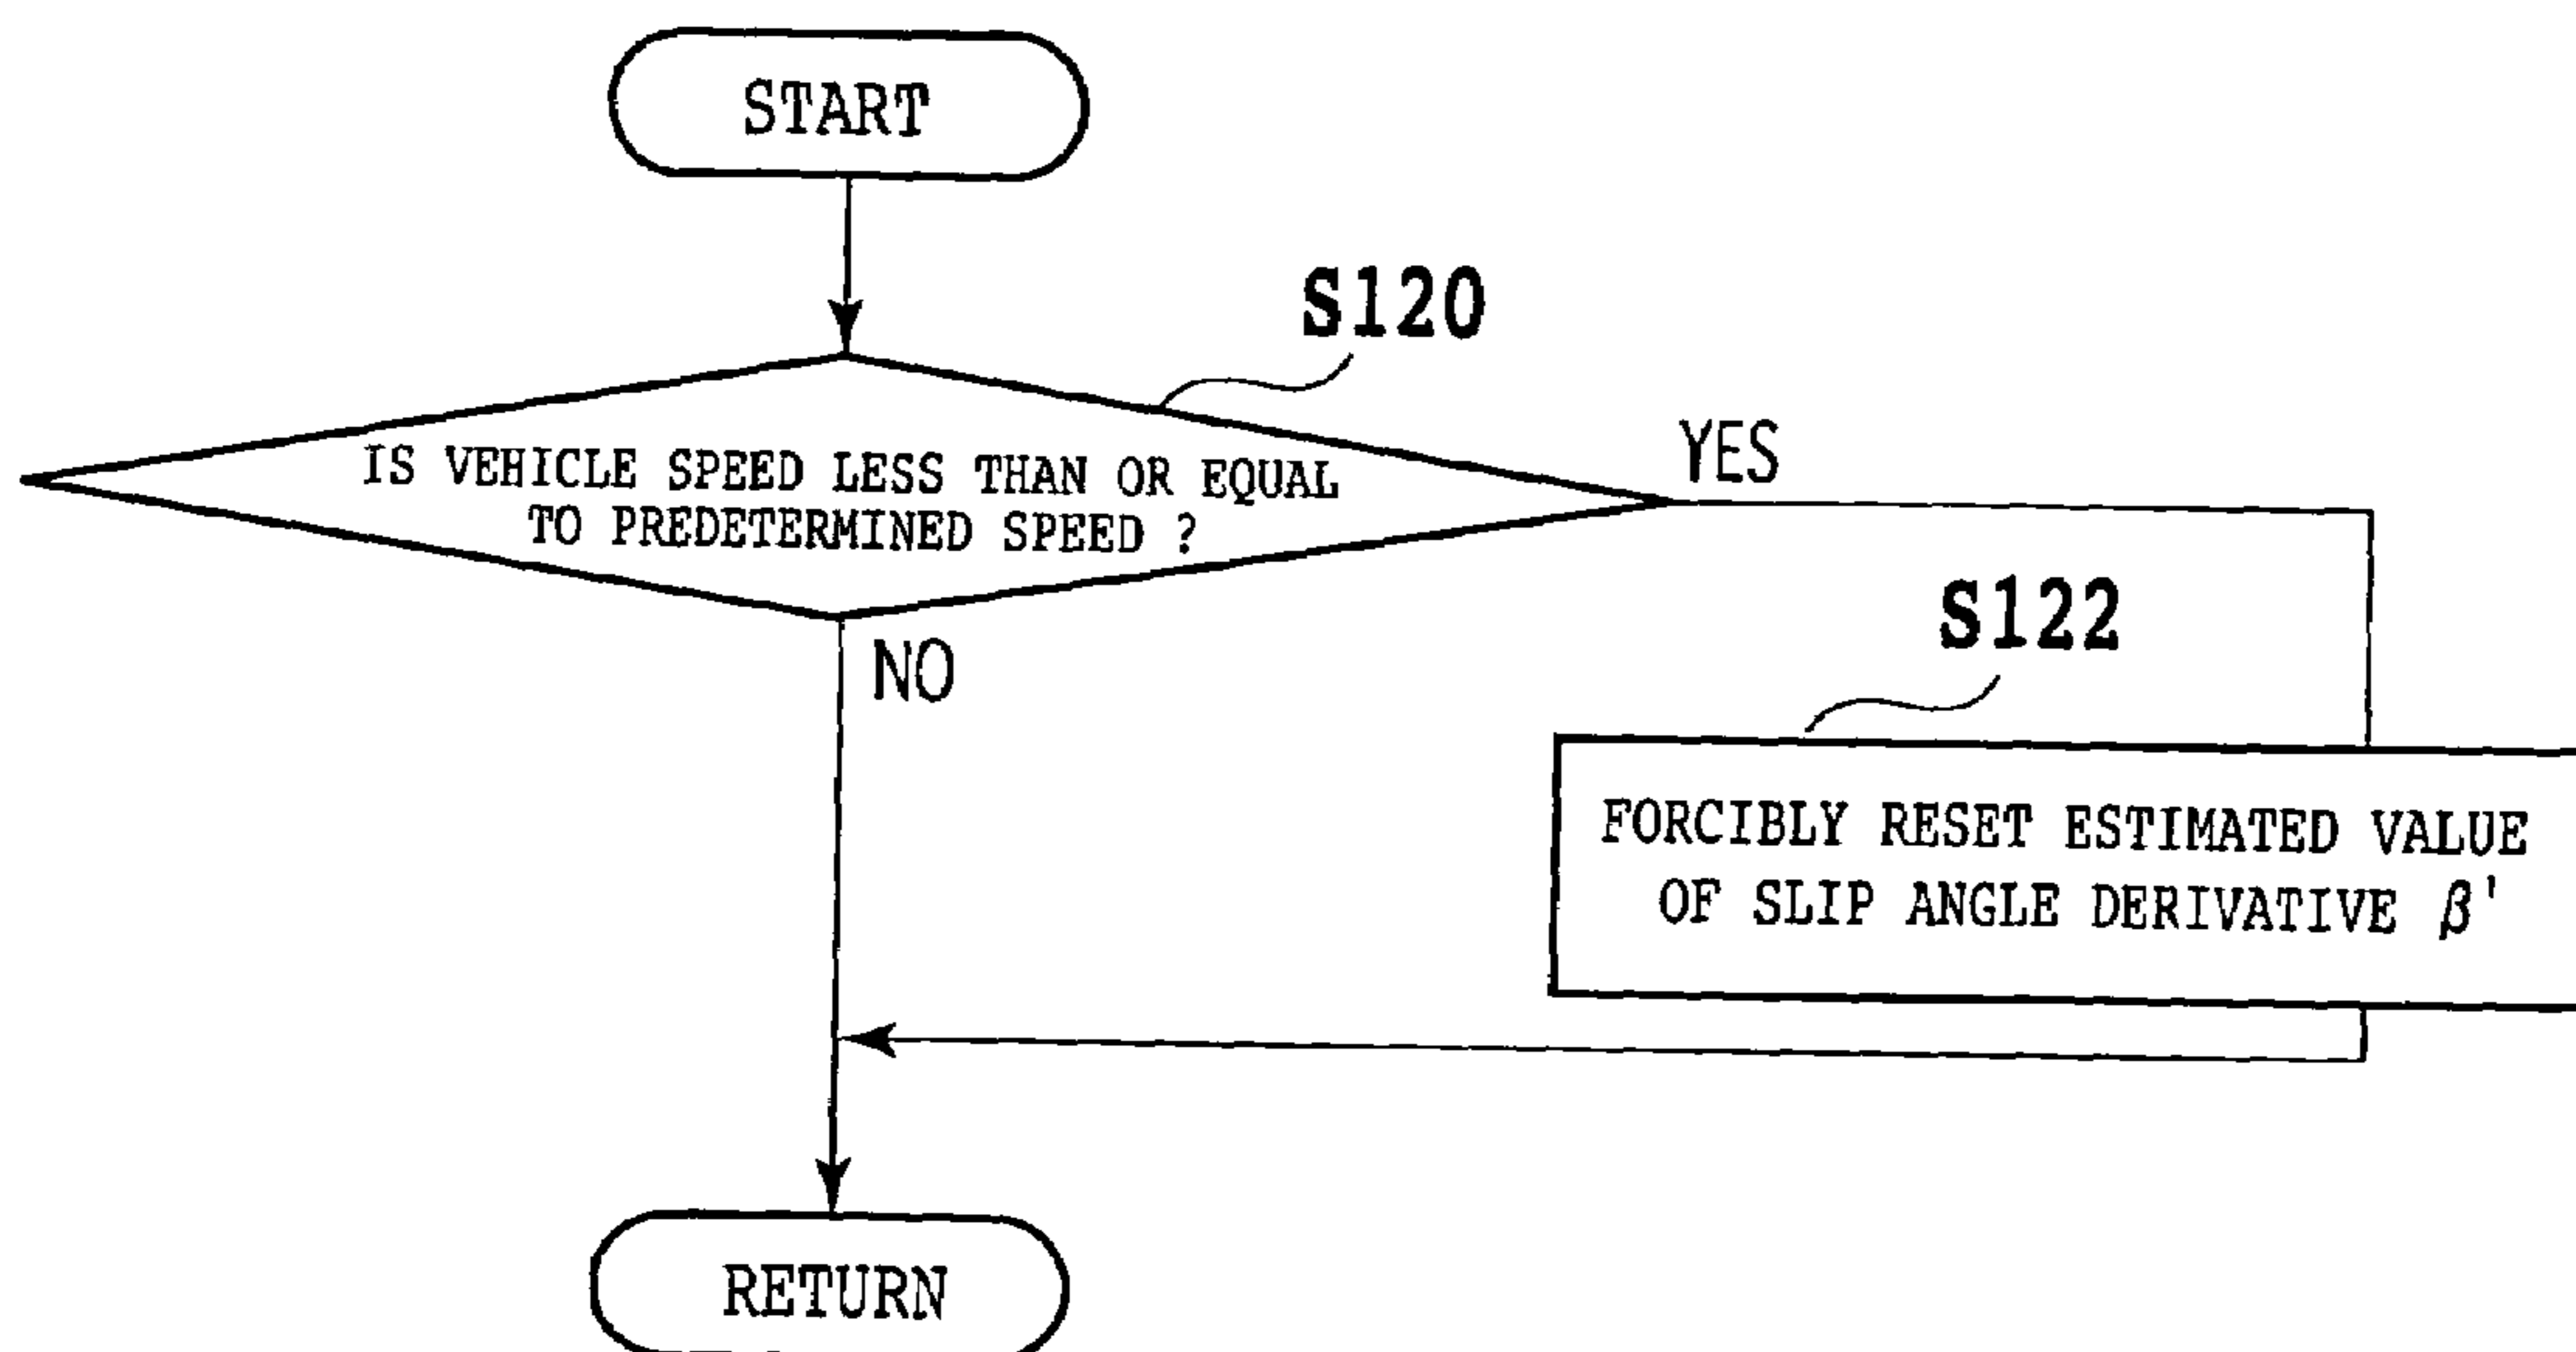 START
S120
IS VEHICLE SPEED LESS THAN OR EQUAL
TO PREDETERMINED SPEED ?
YES
NO
S122
FORCIBLY RESET ESTIMATED VALUE
OF SLIP ANGLE DERIVATIVE β'
RETURN